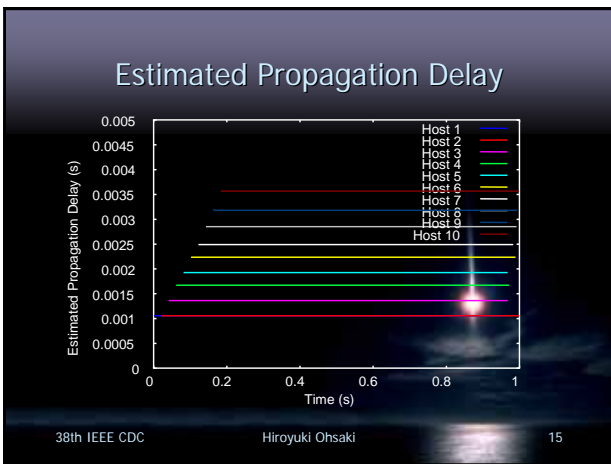 Estimated Propagation Delay
Estimated Propagation Delay (s)
0.005
0.0045
0.004
0.0035
0.003
0.0025
0.002
0.0015
0.001
0.0005
0
Host 1
Host 2
Host 3
Host 4
Host 5
Host 6
Host 7
Host 8
Host 9
Host 10
0 0.2 0.4 0.6 0.8 1
Time (s)
38th IEEE CDC Hiroyuki Ohsaki 15